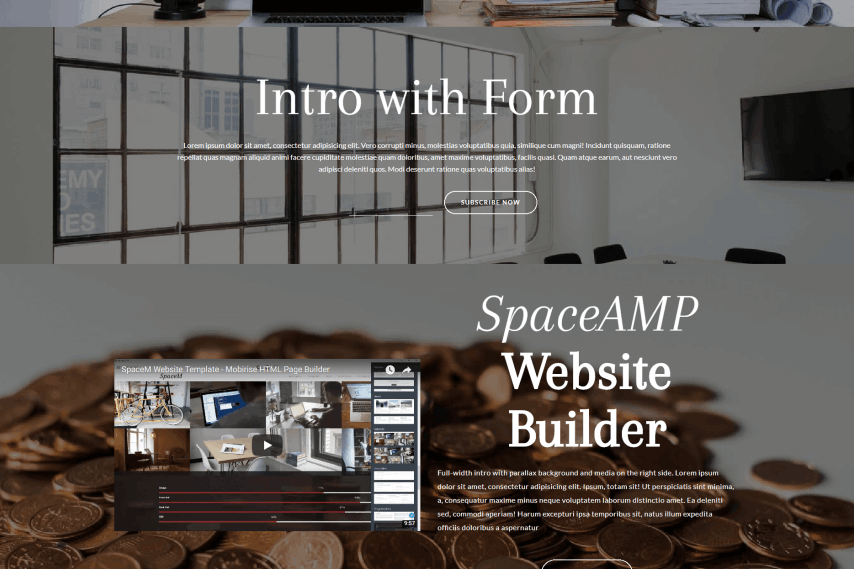 Intro with Form
Lorem ipsum dolor sit amet, consectetur adipisicing elit. Vero corrupti minus, molestias voluptatibus quia, similique cum magni! Incidunt quisquam, ratione
repellat quas magnam aliquid animi facere cupiditate molestiae quam doloribus, amet maxime voluptatibus, facilis quasi. Quam atque earum, aut nesciunt vero
adipisci deleniti quos. Modi deserunt ratione quas voluptatibus alias!
SUBSCRIBE NOW
SpaceAMP
Website
Builder
SpaceM Website Template - Mobirise HTML Page Builder
SpaceM
9:57
Full-width intro with parallax background and media on the right side. Lorem ipsum
dolor sit amet, consectetur adipisicing elit. Ipsum, totam sit! Ut perspiciatis sint minima,
a, consequatur maxime minus neque voluptatem laborum distinctio amet. Ea deleniti
sed, commodi aperiam! Harum excepturi ipsa temporibus sit, natus illum expedita
officiis doloribus a aspernatur